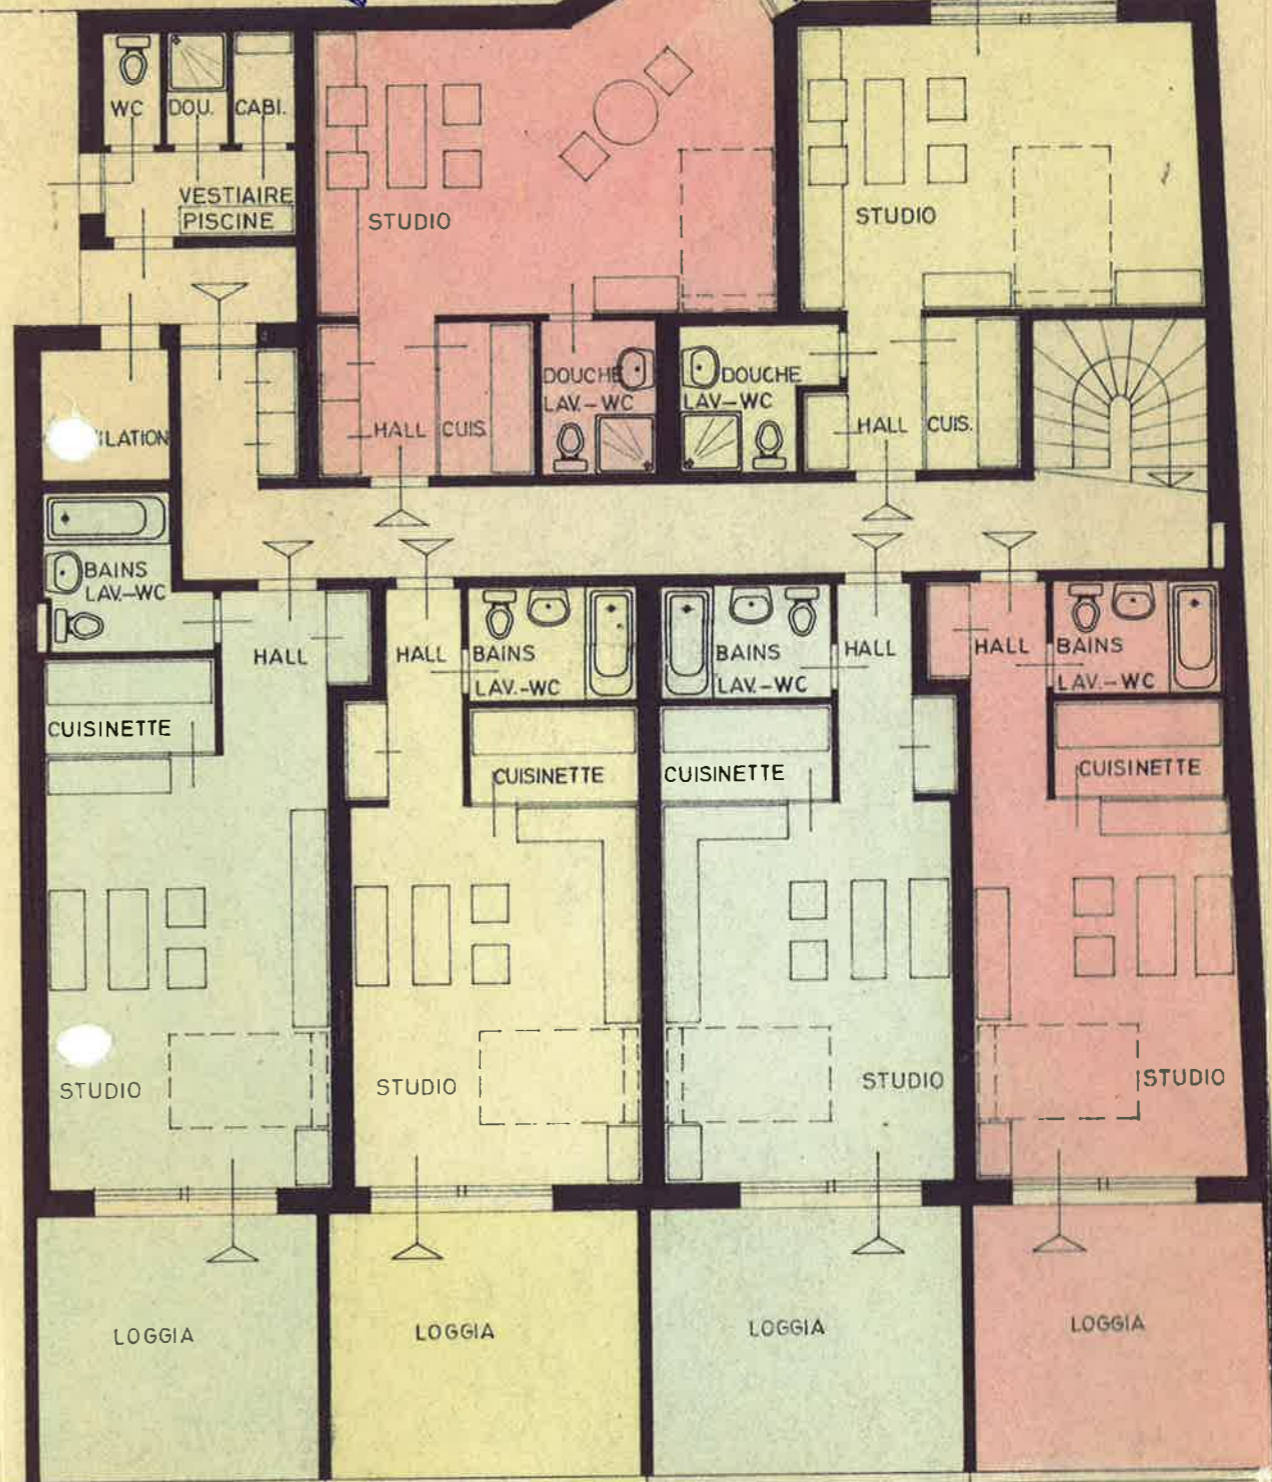 WC
DOU.
CABI.
VESTIAIRE
PISCINE
STUDIO
STUDIO
DOUCHE
LAV.-WC
DOUCHE
LAV-WC
HALL
CUIS.
HALL
CUIS.
ILATION
BAINS
LAV.-WC
HALL
HALL
BAINS
LAV.-WC
BAINS
LAV.-WC
HALL
HALL
BAINS
LAV.-WC
CUISINETTE
CUISINETTE
CUISINETTE
CUISINETTE
STUDIO
STUDIO
STUDIO
STUDIO
LOGGIA
LOGGIA
LOGGIA
LOGGIA